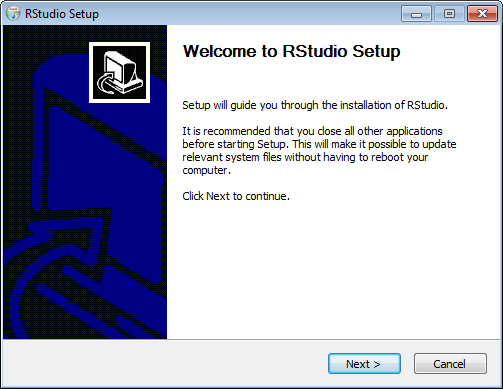 RStudio Setup
Welcome to RStudio Setup
Setup will guide you through the installation of RStudio.
It is recommended that you close all other applications
before starting Setup. This will make it possible to update
relevant system files without having to reboot your
computer.
Click Next to continue.
Next >
Cancel